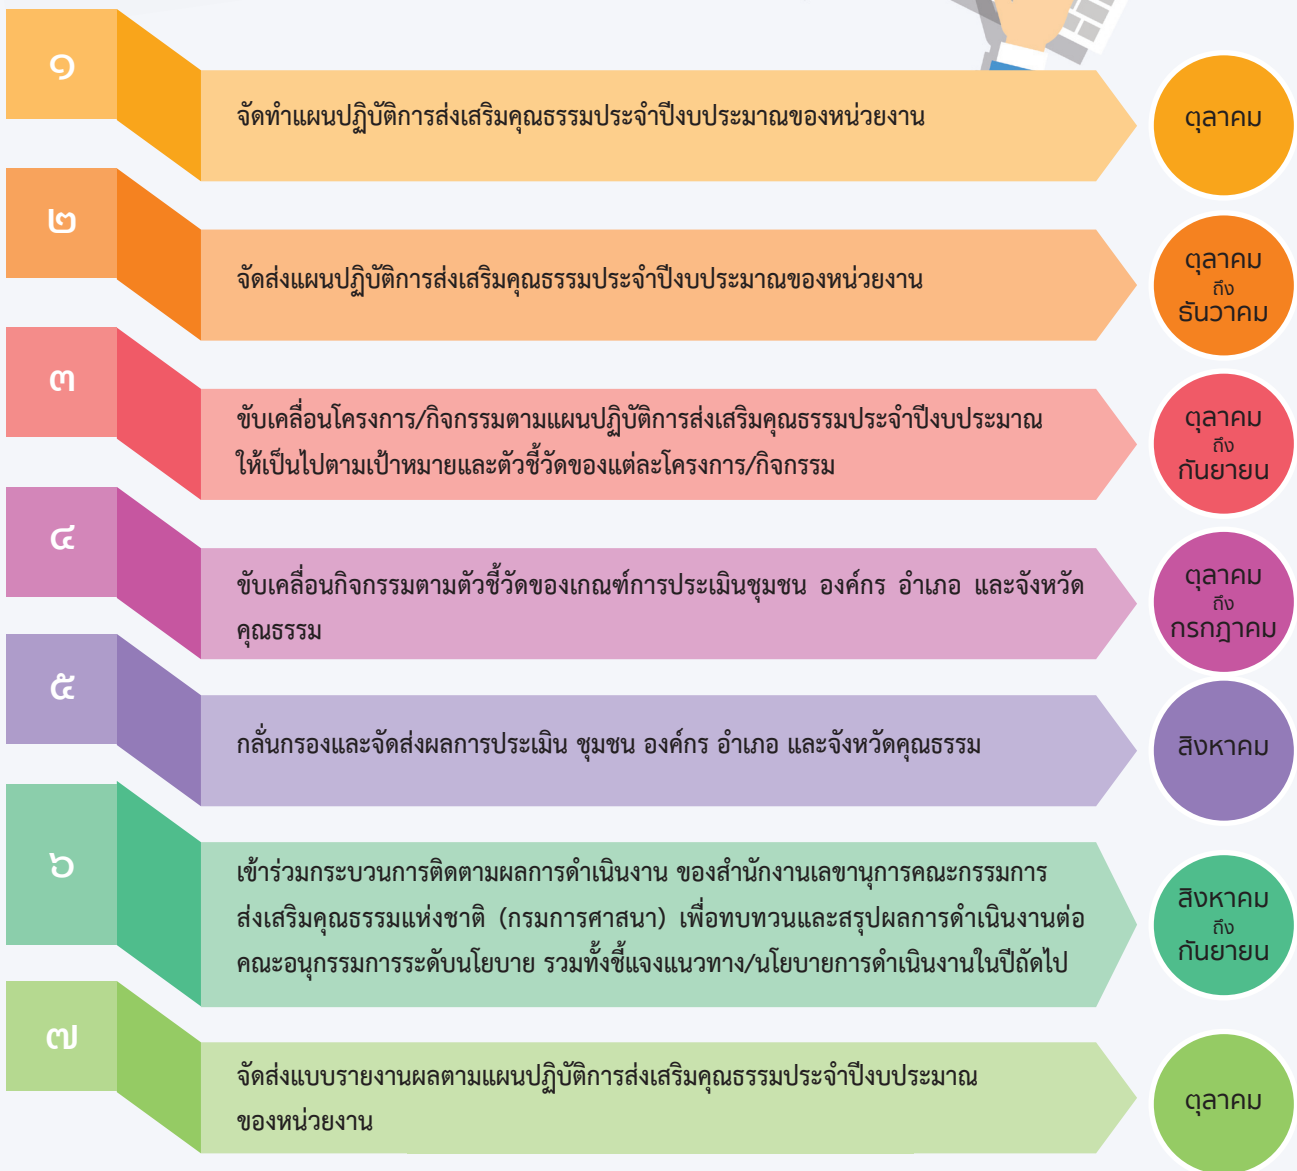 ๑
จัดทำแผนปฏิบัติการส่งเสริมคุณธรรมประจำปีงบประมาณของหน่วยงาน
ตุลาคม
๒
จัดส่งแผนปฏิบัติการส่งเสริมคุณธรรมประจำปีงบประมาณของหน่วยงาน
ตุลาคม
ถึง
ธันวาคม
๓
ขับเคลื่อนโครงการ/กิจกรรมตามแผนปฏิบัติการส่งเสริมคุณธรรมประจำปีงบประมาณ
ให้เป็นไปตามเป้าหมายและตัวชี้วัดของแต่ละโครงการ/กิจกรรม
ตุลาคม
ถึง
กันยายน
๔
ขับเคลื่อนกิจกรรมตามตัวชี้วัดของเกณฑ์การประเมินชุมชน องค์กร อำเภอ และจังหวัด
คุณธรรม
ตุลาคม
ถึง
กรกฎาคม
๕
กลั่นกรองและจัดส่งผลการประเมิน ชุมชน องค์กร อำเภอ และจังหวัดคุณธรรม
สิงหาคม
๖
เข้าร่วมกระบวนการติดตามผลการดำเนินงาน ของสำนักงานเลขานุการคณะกรรมการ
ส่งเสริมคุณธรรมแห่งชาติ (กรมการศาสนา) เพื่อทบทวนและสรุปผลการดำเนินงานต่อ
คณะอนุกรรมการระดับนโยบาย รวมทั้งชี้แจงแนวทาง/นโยบายการดำเนินงานในปีถัดไป
สิงหาคม
ถึง
กันยายน
๗
จัดส่งแบบรายงานผลตามแผนปฏิบัติการส่งเสริมคุณธรรมประจำปีงบประมาณ
ของหน่วยงาน
ตุลาคม